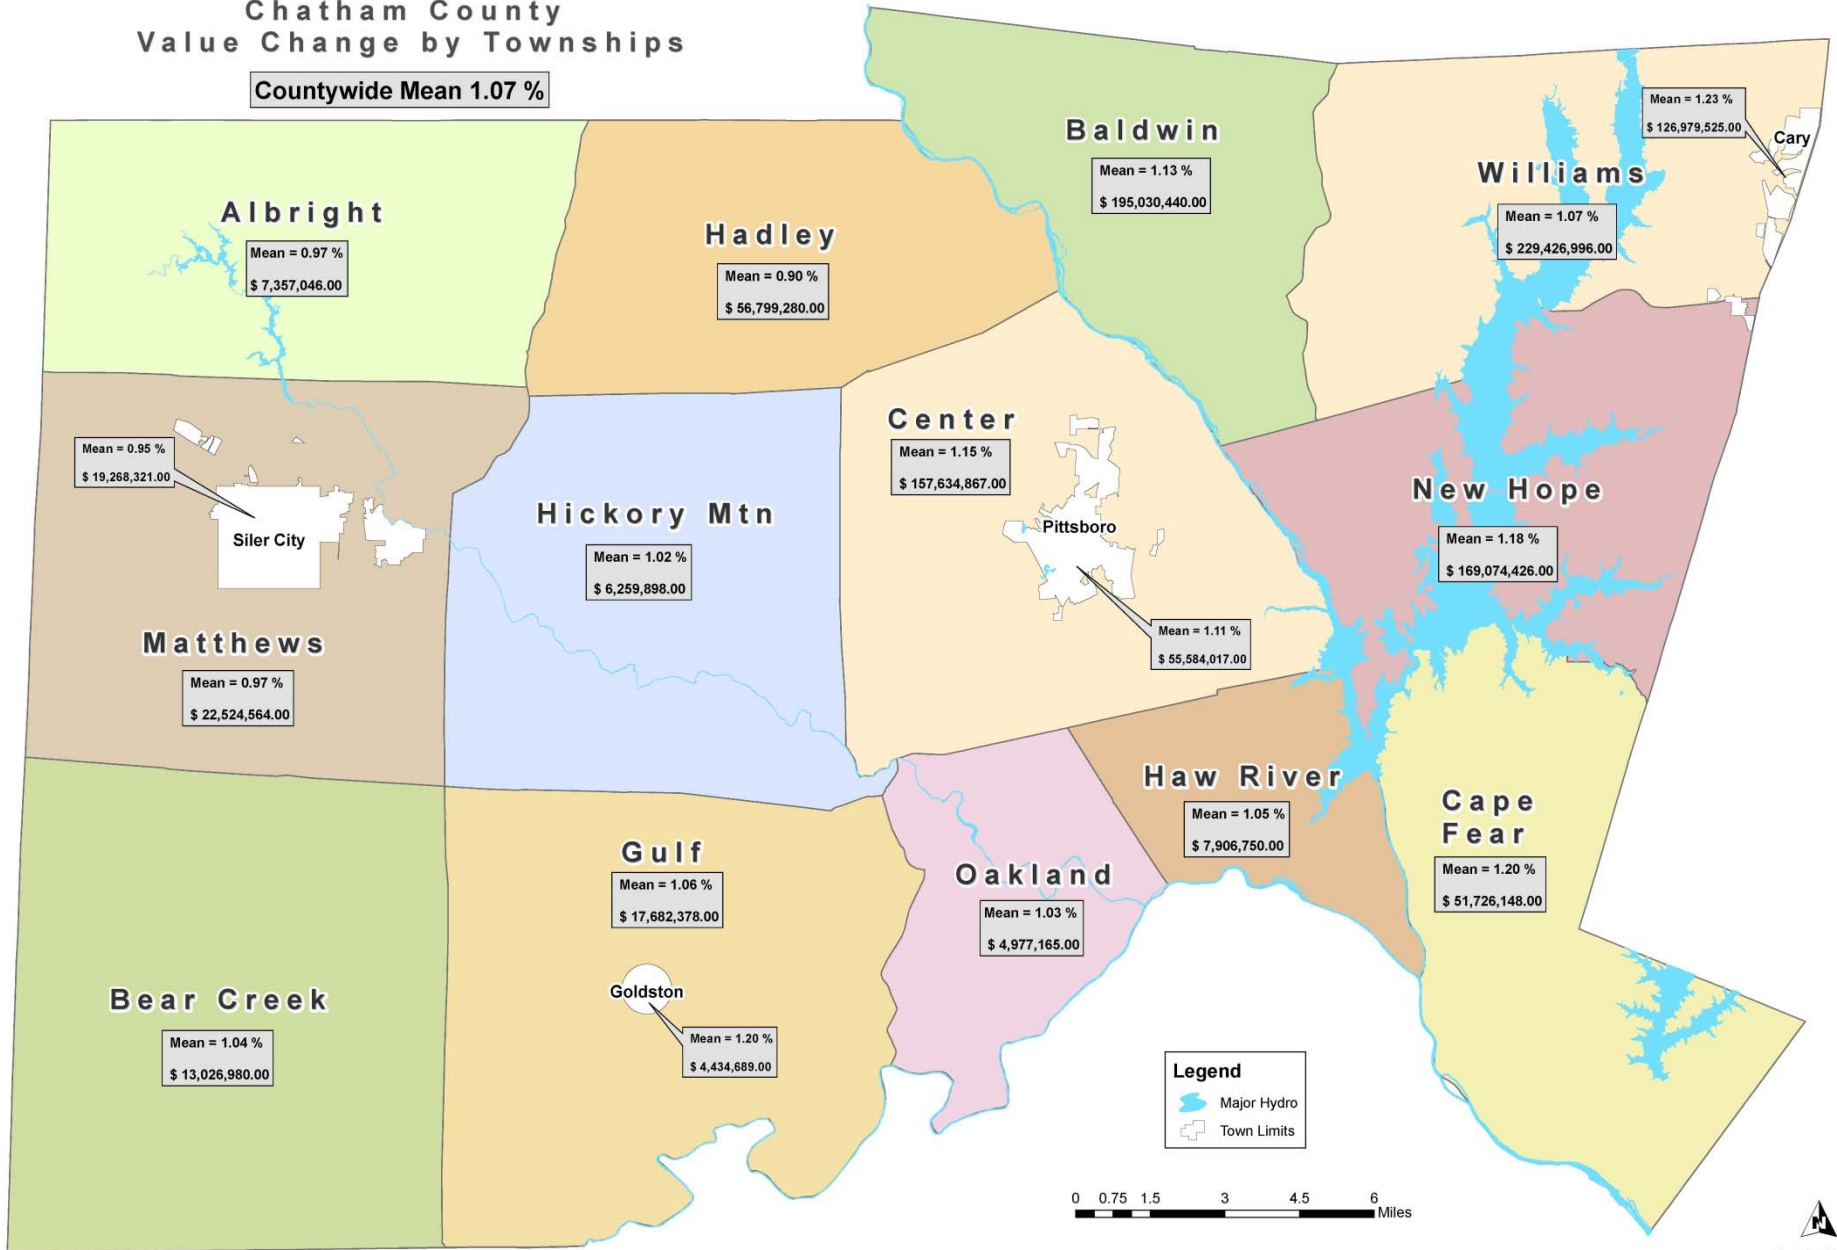 Chatham County
Value Change by Townships
Countywide Mean 1.07 %
Baldwin
Mean = 1.13 %
$ 195,030,440.00
Mean = 1.23 %
$ 126,979,525.00
Cary
Williams
Mean = 1.07 %
$ 229,426,996.00
Albright
Mean = 0.97 %
$ 7,357,046.00
Hadley
Mean = 0.90 %
$ 56,799,280.00
Center
Mean = 1.15 %
$ 157,634,867.00
Pittsboro
Mean = 1.11 %
$ 55,584,017.00
Mean = 0.95 %
$ 19,268,321.00
Siler City
Hickory Mtn
Mean = 1.02 %
$ 6,259,898.00
New Hope
Mean = 1.18 %
$ 169,074,426.00
Matthews
Mean = 0.97 %
$ 22,524,564.00
Haw River
Mean = 1.05 %
$ 7,906,750.00
Cape
Fear
Mean = 1.20 %
$ 51,726,148.00
Gulf
Mean = 1.06 %
$ 17,682,378.00
Oakland
Mean = 1.03 %
$ 4,977,165.00
Goldston
Mean = 1.20 %
$ 4,434,689.00
Bear Creek
Mean = 1.04 %
$ 13,026,980.00
Legend
Major Hydro
Town Limits
0 0.75 1.5 3 4.5 6
Miles
N